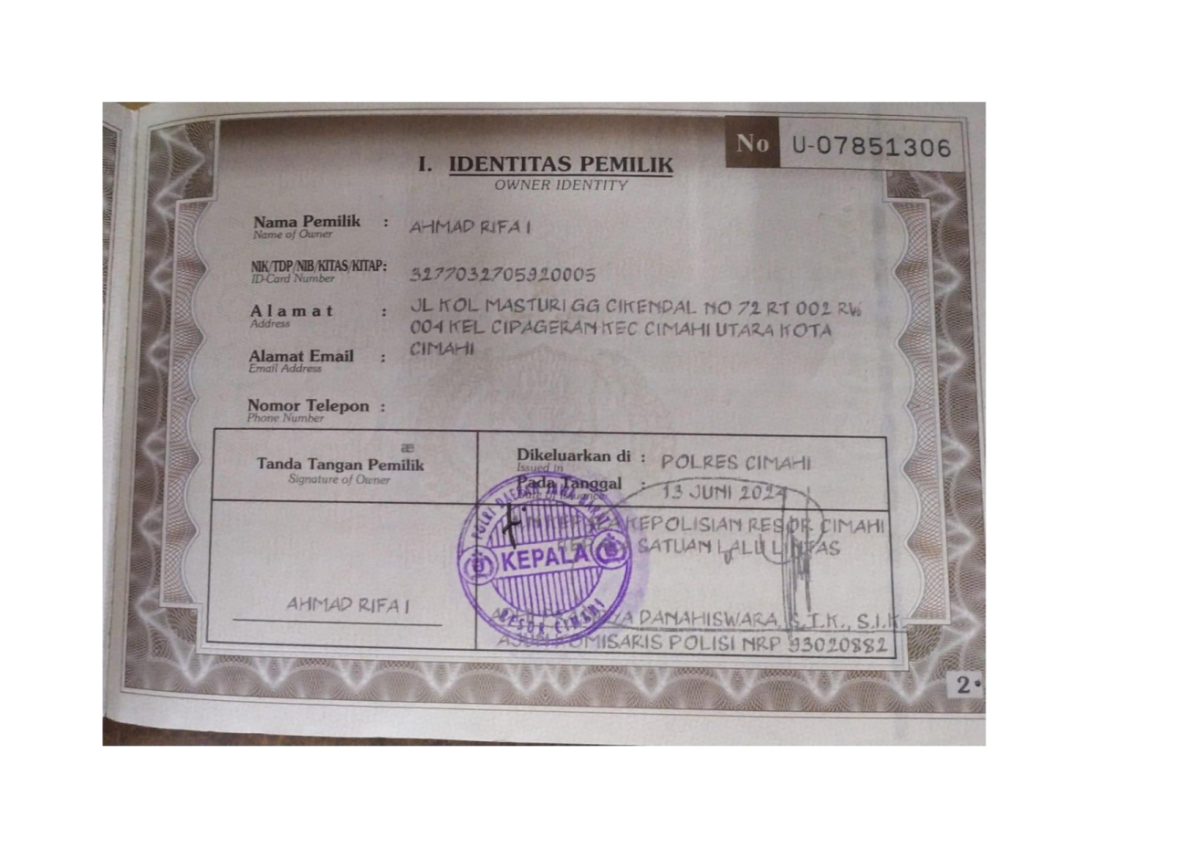 No U-07851306
I. IDENTITAS PEMILIK
OWNER IDENTITY
Nama Pemilik : AHMAD RIFA I
Name of Owner
NIK/TDP/NIB/KITAS/KITAP: 3277032705920005
ID-Card Number
Alamat : JL KOL MASTURI GG CIKENDAL NO 72 RT 002 RW
Address
004 KEL CIPAGERAN KEC CIMAHI UTARA KOTA
CIMAHI
Alamat Email :
Email Address
Nomor Telepon :
Phone Number
æ
Tanda Tangan Pemilik
Signature of Owner
Dikeluarkan di : POLRES CIMAHI
Issued in
Pada Tanggal : 13 JUNI 2024
KEPOLISIAN RESOR CIMAHI
SATUAN LALU LINTAS
KEPALA
RESOR CIMAHI
AHMAD RIFA I
DANAHISWARA, S.T.K., S.I.K
KOMISARIS POLISI NRP 93020882
2